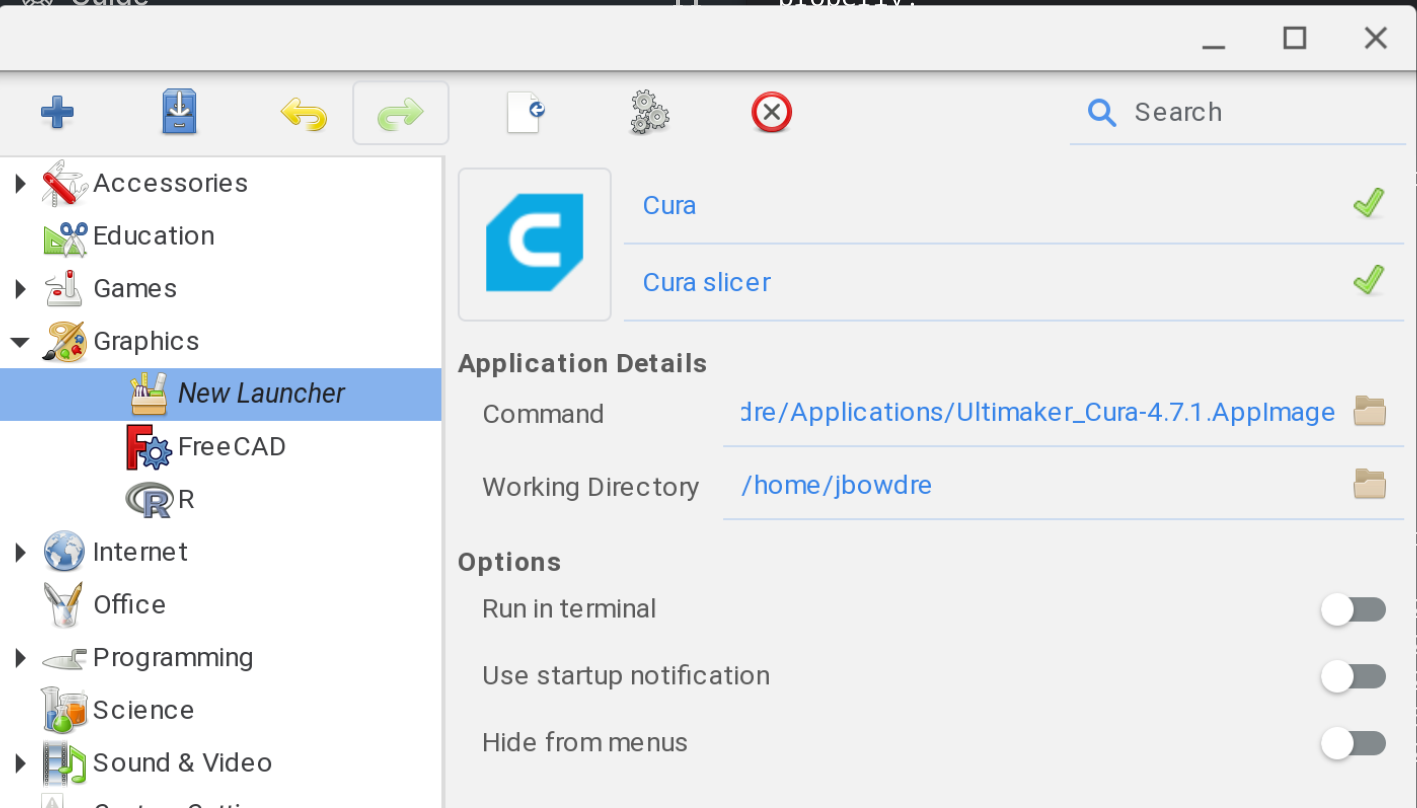 Guide
properly.
Search
Accessories
Education
Games
Graphics
New Launcher
FreeCAD
R
Internet
Office
Programming
Science
Sound & Video
Cura
Cura slicer
Application Details
Command
dre/Applications/Ultimaker_Cura-4.7.1.AppImage
Working Directory
/home/jbowdre
Options
Run in terminal
Use startup notification
Hide from menus